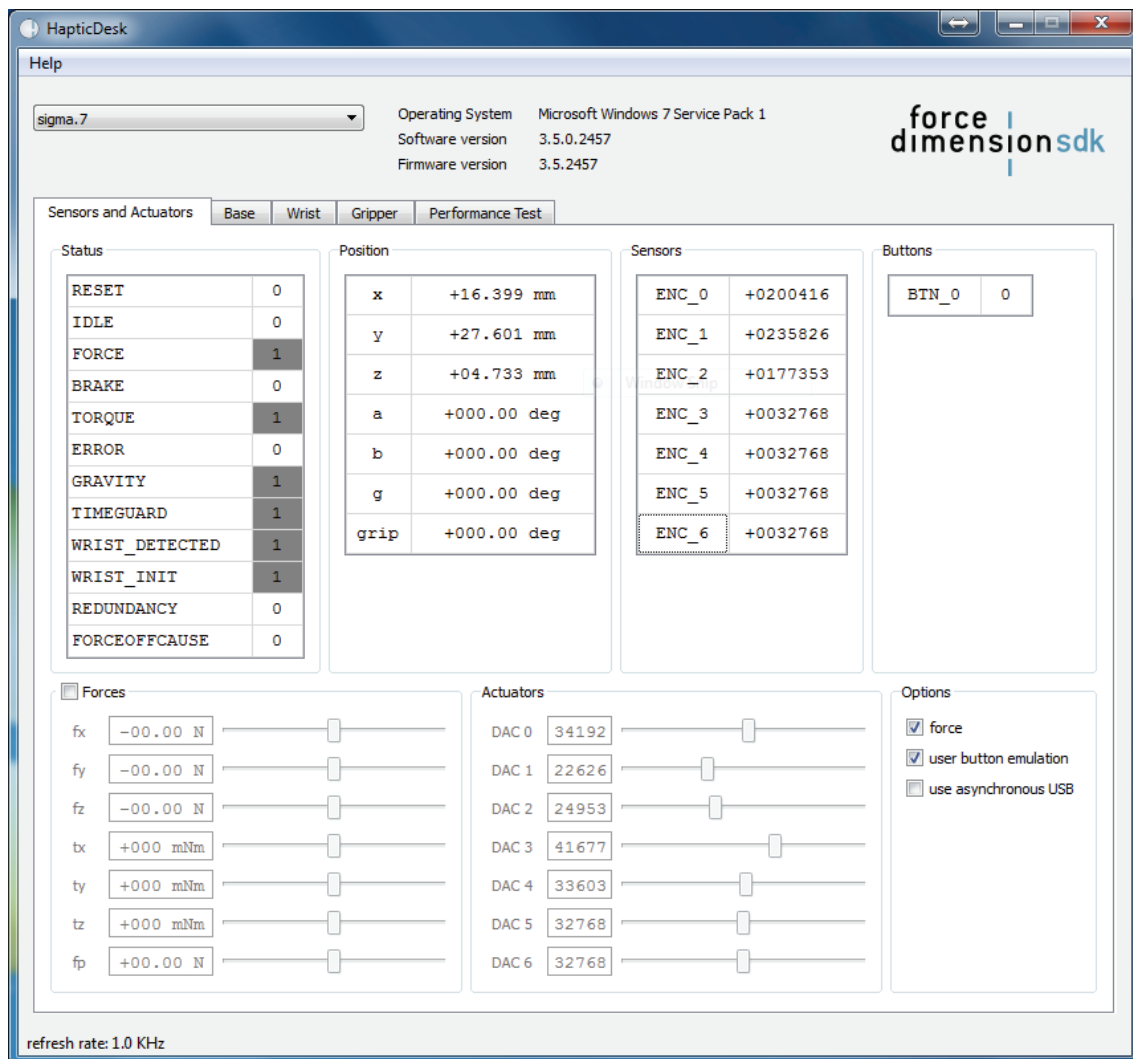 HapticDesk
Help
sigma.7
Operating System Microsoft Windows 7 Service Pack 1
Software version 3.5.0.2457
Firmware version 3.5.2457
force
dimension sdk
Sensors and Actuators Base Wrist Gripper Performance Test
Status
RESET 0
IDLE 0
FORCE 1
BRAKE 0
TORQUE 1
ERROR 0
GRAVITY 1
TIMEGUARD 1
WRIST_DETECTED 1
WRIST_INIT 1
REDUNDANCY 0
FORCEOFFCAUSE 0
Position
x +16.399 mm
y +27.601 mm
z +04.733 mm
a +000.00 deg
b +000.00 deg
g +000.00 deg
grip +000.00 deg
Sensors
ENC_0 +0200416
ENC_1 +0235826
ENC_2 +0177353
Window Snip
ENC_3 +0032768
ENC_4 +0032768
ENC_5 +0032768
ENC_6 +0032768
Buttons
BTN_0 0
Forces
fx -00.00 N
fy -00.00 N
fz -00.00 N
tx +000 mNm
ty +000 mNm
tz +000 mNm
fp +00.00 N
Actuators
DAC 0 34192
DAC 1 22626
DAC 2 24953
DAC 3 41677
DAC 4 33603
DAC 5 32768
DAC 6 32768
Options
force
user button emulation
use asynchronous USB
refresh rate: 1.0 KHz